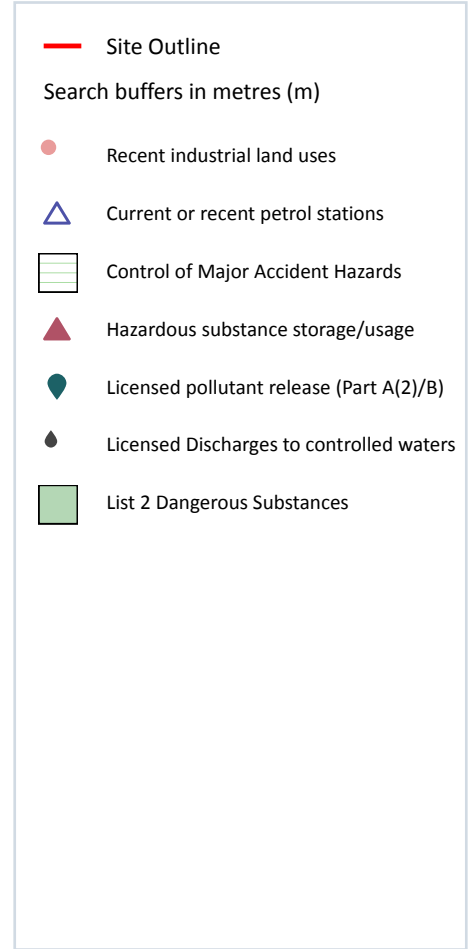 Site Outline
Search buffers in metres (m)
Recent industrial land uses
Current or recent petrol stations
Control of Major Accident Hazards
Hazardous substance storage/usage
Licensed pollutant release (Part A(2)/B)
Licensed Discharges to controlled waters
List 2 Dangerous Substances